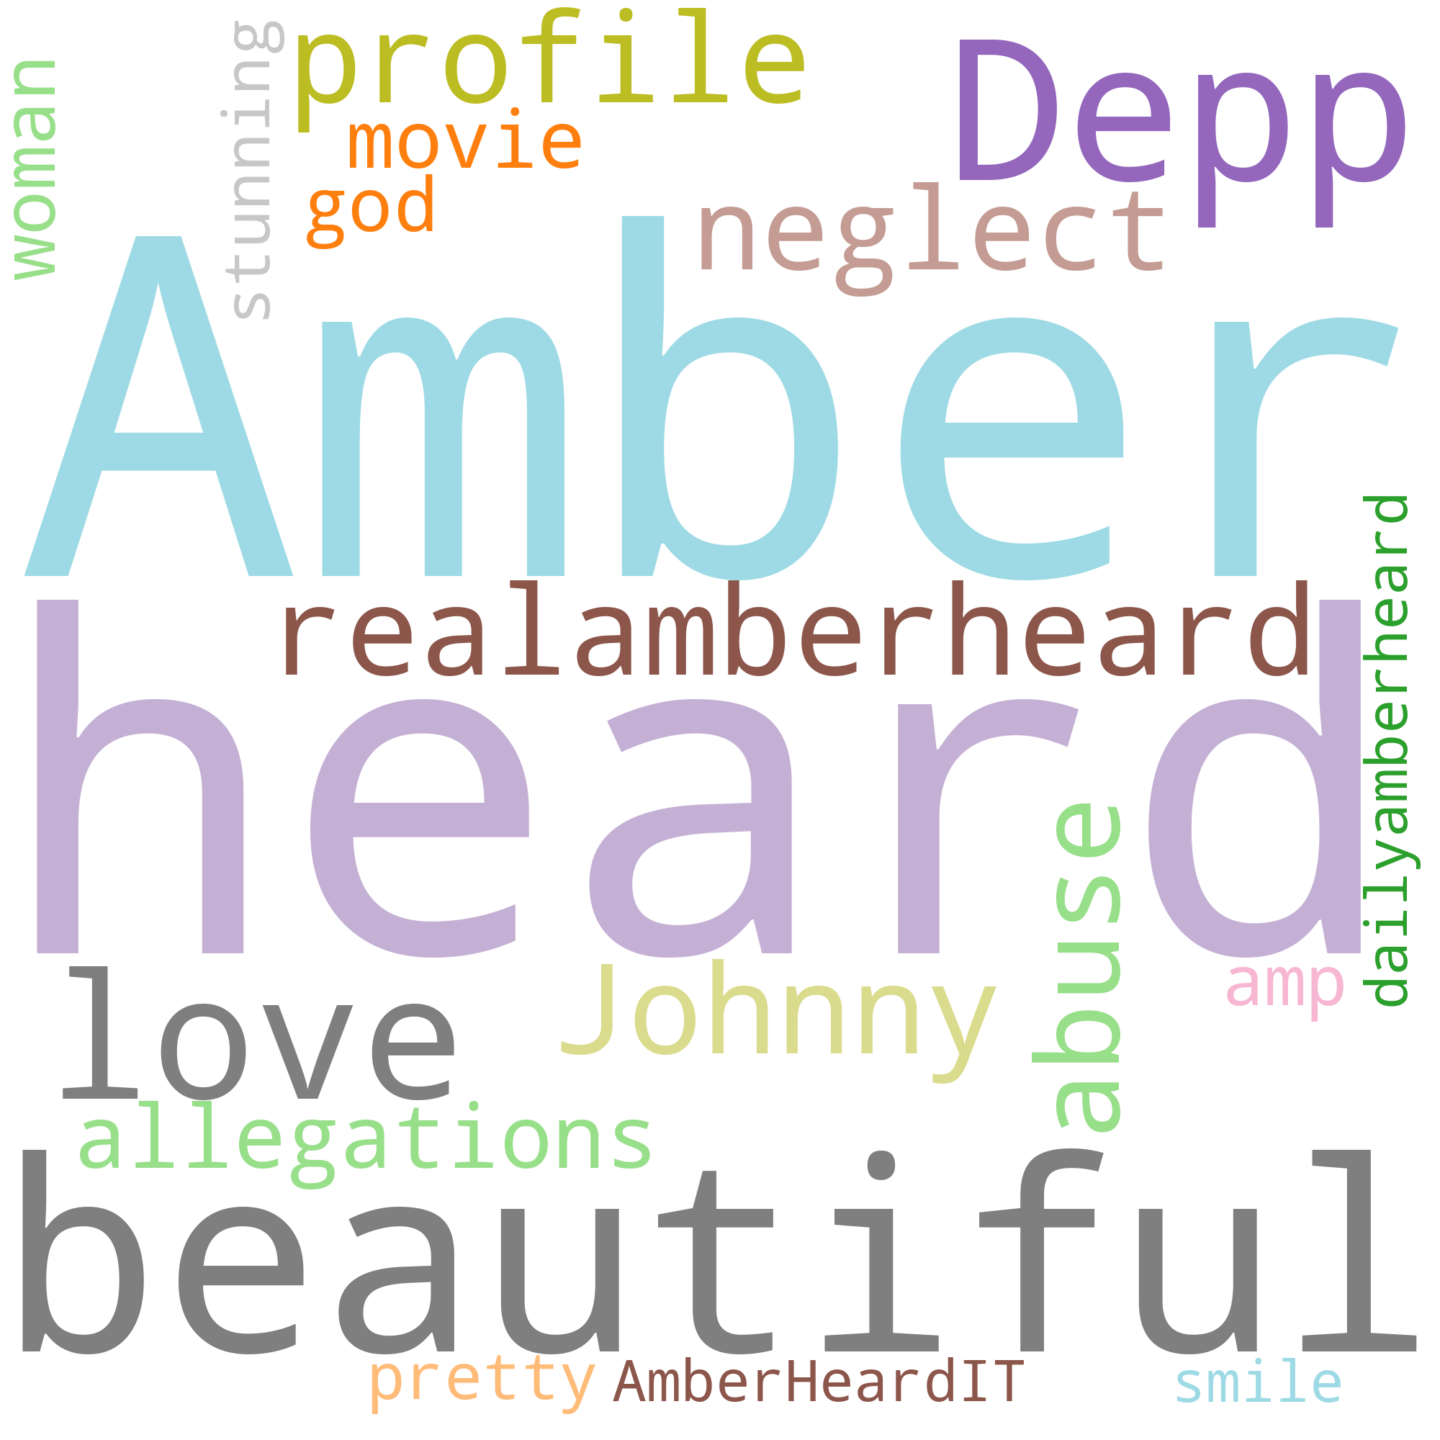 profile
Depp
woman
stunning
movie
god
neglect
Amber
realamberheard
dailyamberheard
heard
abuse
love
Johnny
amp
allegations
beautiful
pretty
AmberHeardIT
smile